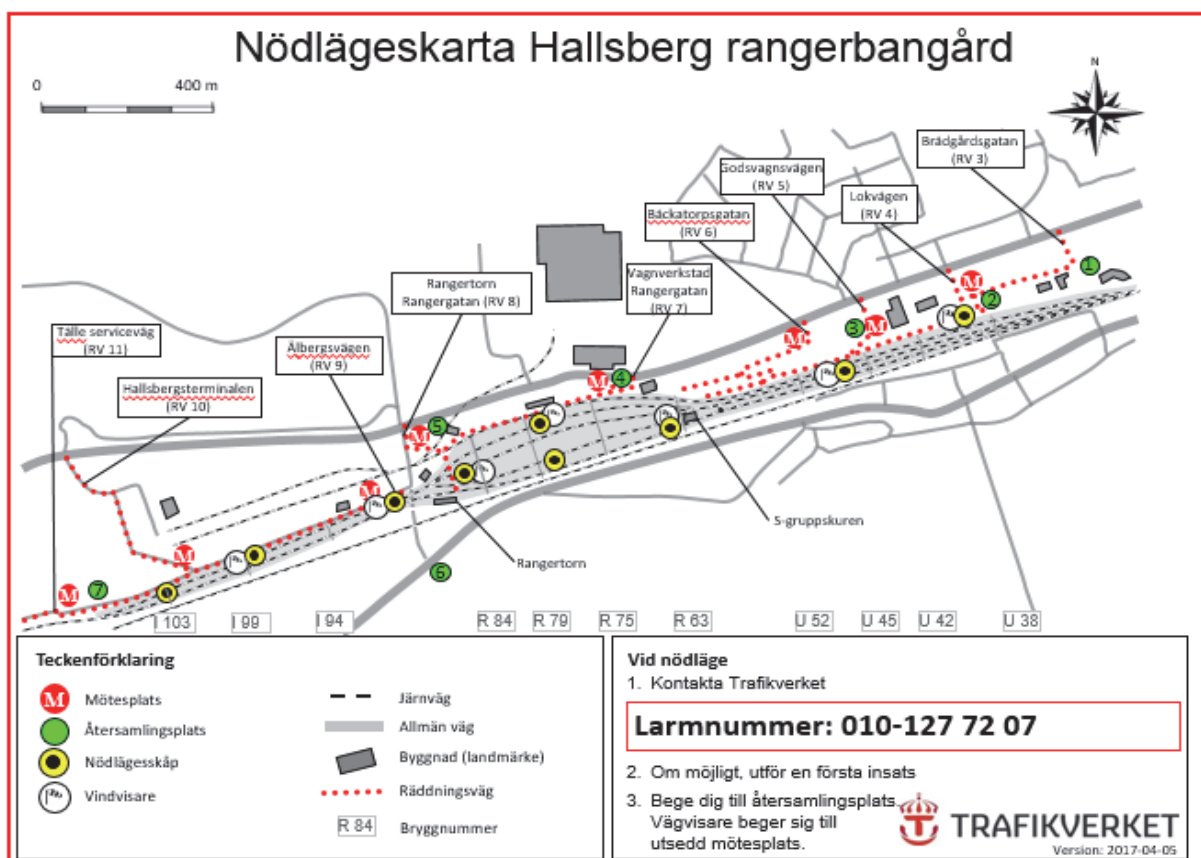 Nödlägeskarta Hallsberg rangerbangård
0 400 m
N
Brädgårdsgatan
(RV 3)
Godsvagnsvägen
(RV 5)
Lokvägen
(RV 4)
Bäckatorpsgatan
(RV 6)
Vagnverkstad
Rangergatan
(RV 7)
Rangertorn
Rangergatan (RV 8)
Tälle serviceväg
(RV 11)
Älbergsvägen
(RV 9)
Hallsbergsterminalen
(RV 10)
1
M
2
3
M
M
4
M
5
M
M
S-gruppskuren
Rangertorn
6
M
7
M
I 103 I 99 I 94 R 84 R 79 R 75 R 63 U 52 U 45 U 42 U 38
Teckenförklaring
M Mötesplats
Återsamlingsplats
Nödlägesskåp
Vindvisare
Järnväg
Allmän väg
Byggnad (landmärke)
Räddningsväg
R 84 Bryggnummer
Vid nödläge
1. Kontakta Trafikverket
Larmnummer: 010-127 72 07
2. Om möjligt, utför en första insats
3. Bege dig till återsamlingsplats.
Vägvisare beger sig till
utsedd mötesplats.
TRAFIKVERKET
Version: 2017-04-05